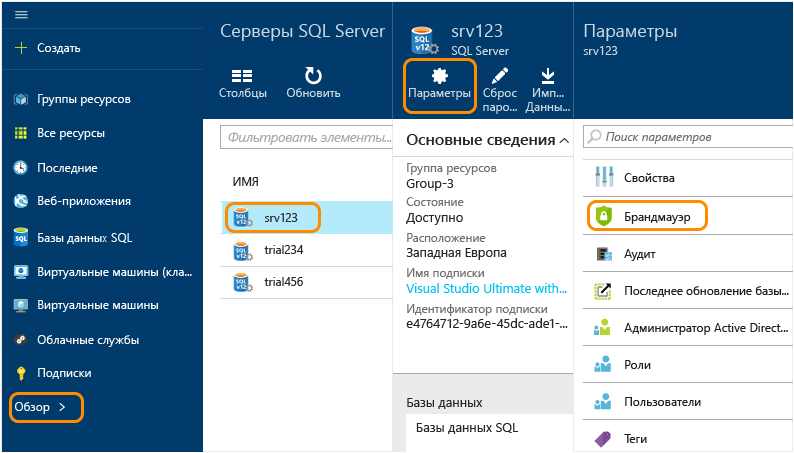 Создать
Группы ресурсов
Все ресурсы
Последние
Веб-приложения
Базы данных SQL
Виртуальные машины (кла...
Виртуальные машины
Облачные службы
Подписки
Обзор >
Серверы SQL Server
Столбцы
Обновить
Фильтровать элементы...
ИМЯ
srv123
trial234
trial456
srv123
SQL Server
Параметры
Сброс
паро...
Имп...
Данны...
Основные сведения
Группа ресурсов
Group-3
Состояние
Доступно
Расположение
Западная Европа
Имя подписки
Visual Studio Ultimate with...
Идентификатор подписки
e4764712-9a6e-45dc-ade1-...
Базы данных
Базы данных SQL
Параметры
srv123
Поиск параметров
Свойства
Брандмауэр
Аудит
Последнее обновление базы...
Администратор Active Direct...
Роли
Пользователи
Теги